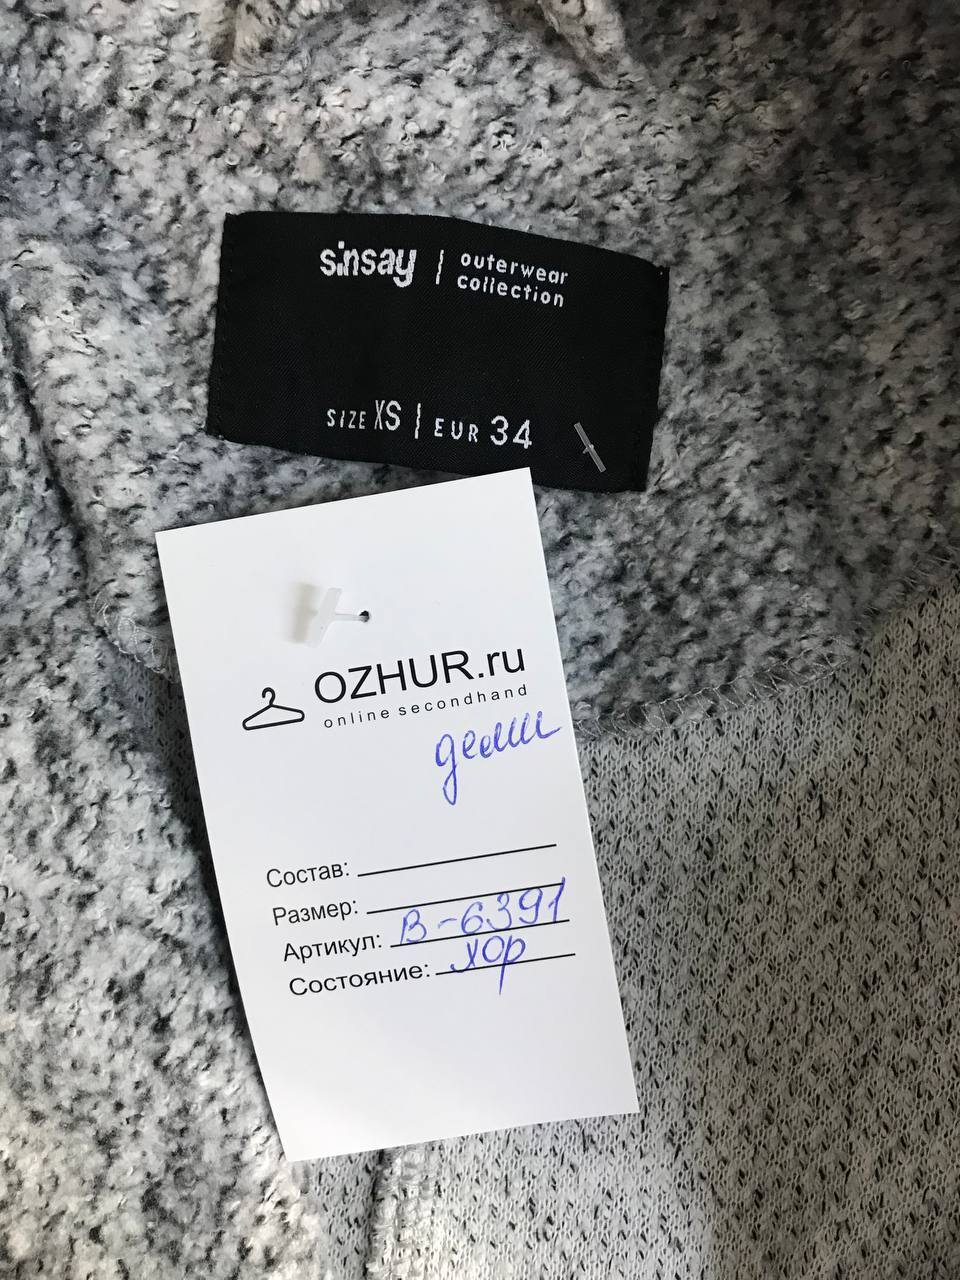 sinsay | outerwear
collection
SIZE XS | EUR 34
OZHUR.ru
online secondhand
деми
Состав:
Размер:
Артикул: В-6391
Состояние: хор